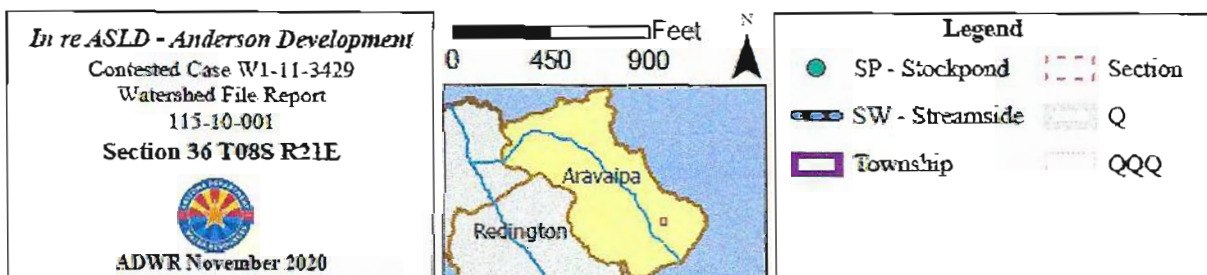 In re ASLD - Anderson Development
Contested Case W1-11-3429
Watershed File Report
115-10-001
Section 36 T08S R21E
ADWR November 2020
Feet
0 450 900
N
Aravaipa
Redington
Legend
SP - Stockpond
Section
SW - Streamside
Q
Township
QQQ